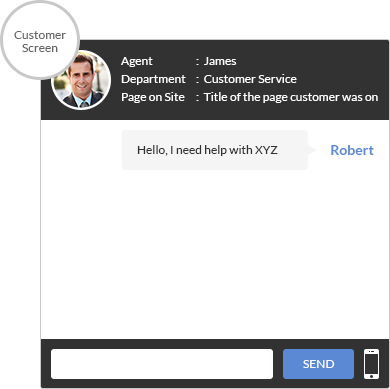 Customer
Screen
Agent : James
Department : Customer Service
Page on Site : Title of the page customer was on
Hello, I need help with XYZ
Robert
SEND